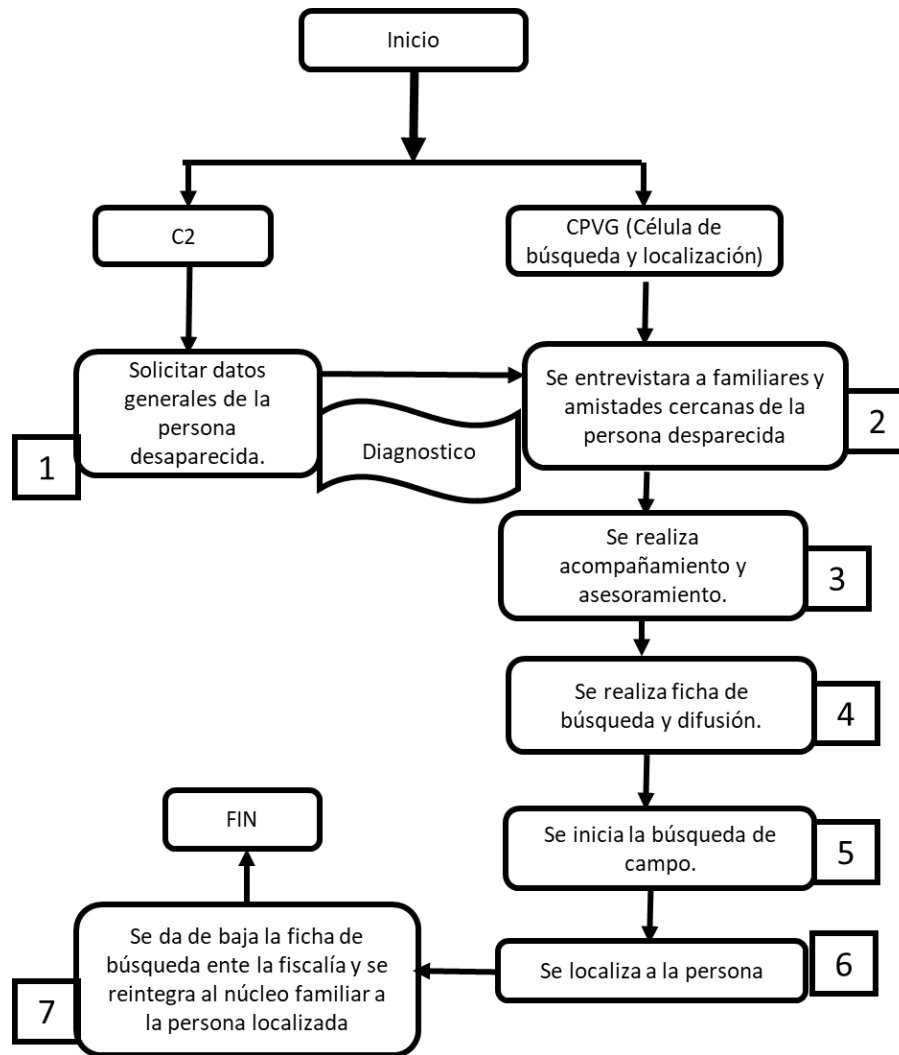 Inicio
C2
CPVG (Célula de
búsqueda y localización)
Solicitar datos
generales de la
persona
desaparecida.
1
Diagnostico
Se entrevistara a familiares y
amistades cercanas de la
persona desparecida
2
Se realiza
acompañamiento y
asesoramiento.
3
Se realiza ficha de
búsqueda y difusión.
4
Se inicia la búsqueda de
campo.
5
Se localiza a la persona
6
Se da de baja la ficha de
búsqueda ente la fiscalía y se
reintegra al núcleo familiar a
la persona localizada
7
FIN